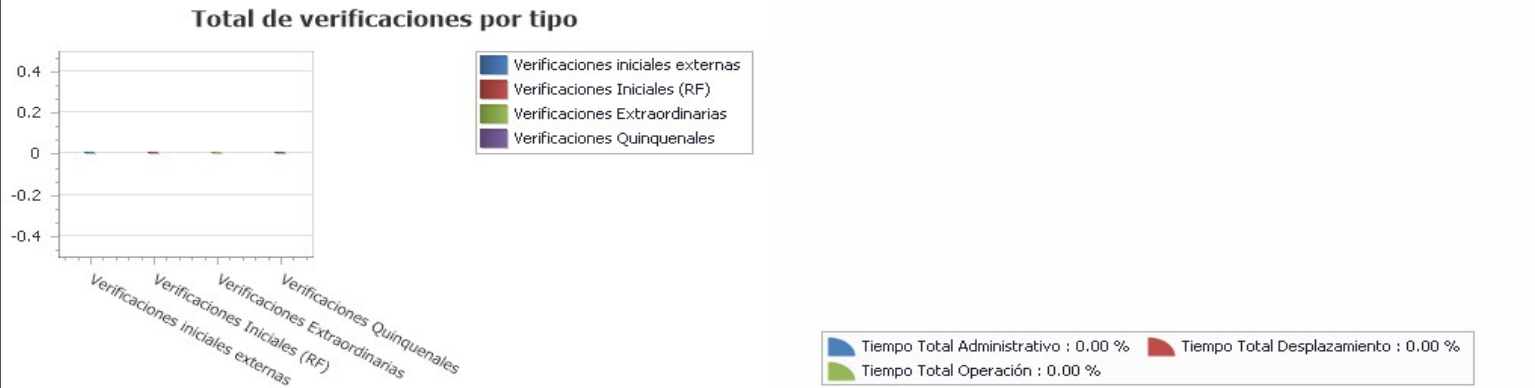 Total de verificaciones por tipo
0.4
0.2
0
-0.2
-0.4
Verificaciones iniciales externas
Verificaciones Iniciales (RF)
Verificaciones Extraordinarias
Verificaciones Quinquenales
Verificaciones iniciales externas
Verificaciones Iniciales (RF)
Verificaciones Extraordinarias
Verificaciones Quinquenales
Tiempo Total Administrativo : 0.00 %
Tiempo Total Desplazamiento : 0.00 %
Tiempo Total Operación : 0.00 %